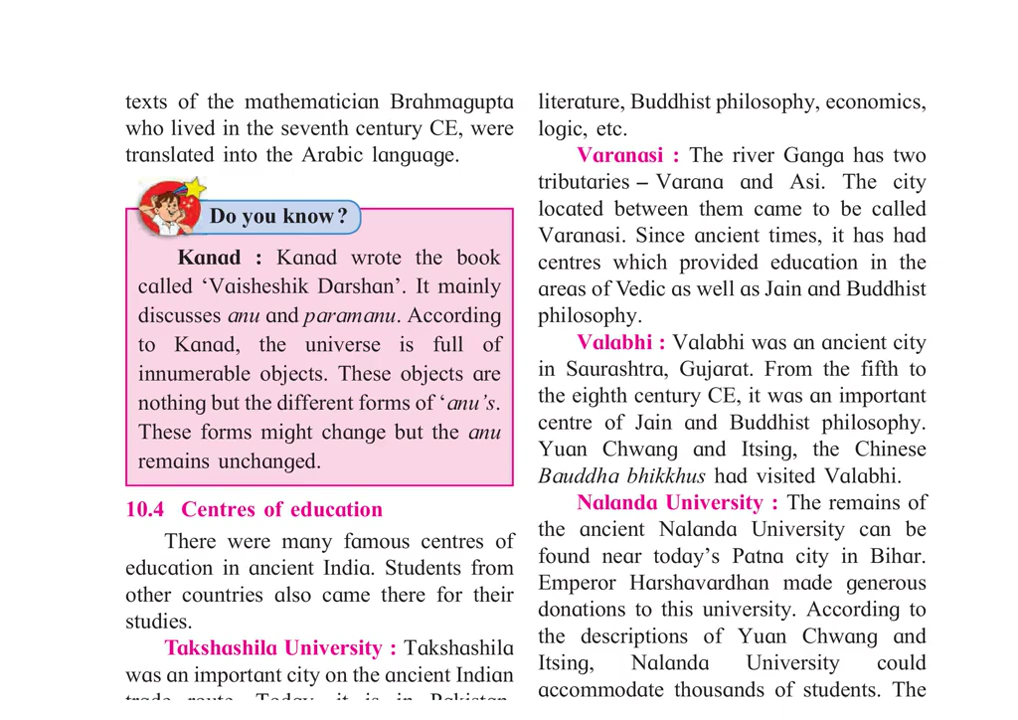 texts of the mathematician Brahmagupta
who lived in the seventh century CE, were
translated into the Arabic language.
Do you know?
Kanad : Kanad wrote the book
called ‘Vaisheshik Darshan’. It mainly
discusses anu and paramanu. According
to Kanad, the universe is full of
innumerable objects. These objects are
nothing but the different forms of ‘anu’s.
These forms might change but the anu
remains unchanged.
10.4 Centres of education
There were many famous centres of
education in ancient India. Students from
other countries also came there for their
studies.
Takshashila University : Takshashila
was an important city on the ancient Indian
trade route. Today, it is in Pakistan.
literature, Buddhist philosophy, economics,
logic, etc.
Varanasi : The river Ganga has two
tributaries – Varana and Asi. The city
located between them came to be called
Varanasi. Since ancient times, it has had
centres which provided education in the
areas of Vedic as well as Jain and Buddhist
philosophy.
Valabhi : Valabhi was an ancient city
in Saurashtra, Gujarat. From the fifth to
the eighth century CE, it was an important
centre of Jain and Buddhist philosophy.
Yuan Chwang and Itsing, the Chinese
Bauddha bhikkhus had visited Valabhi.
Nalanda University : The remains of
the ancient Nalanda University can be
found near today’s Patna city in Bihar.
Emperor Harshavardhan made generous
donations to this university. According to
the descriptions of Yuan Chwang and
Itsing, Nalanda University could
accommodate thousands of students. The